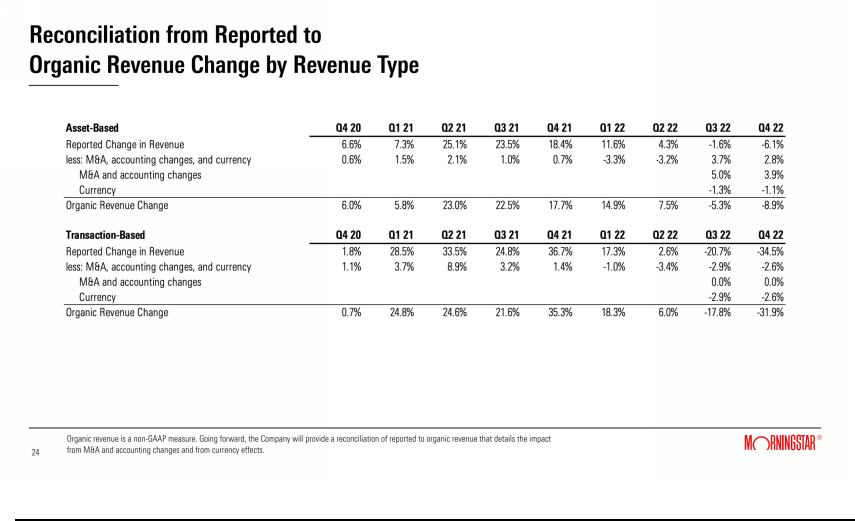 Reconciliation from Reported to
Organic Revenue Change by Revenue Type
Asset-Based Q4 20 Q1 21 Q2 21 Q3 21 Q4 21 Q1 22 Q2 22 Q3 22 Q4 22
Reported Change in Revenue 6.6% 7.3% 25.1% 23.5% 18.4% 11.6% 4.3% -1.6% -6.1%
less: M&A, accounting changes, and currency 0.6% 1.5% 2.1% 1.0% 0.7% -3.3% -3.2% 3.7% 2.8%
M&A and accounting changes 5.0% 3.9%
Currency -1.3% -1.1%
Organic Revenue Change 6.0% 5.8% 23.0% 22.5% 17.7% 14.9% 7.5% -5.3% -8.9%
Transaction-Based Q4 20 Q1 21 Q2 21 Q3 21 Q4 21 Q1 22 Q2 22 Q3 22 Q4 22
Reported Change in Revenue 1.8% 28.5% 33.5% 24.8% 36.7% 17.3% 2.6% -20.7% -34.5%
less: M&A, accounting changes, and currency 1.1% 3.7% 8.9% 3.2% 1.4% -1.0% -3.4% -2.9% -2.6%
M&A and accounting changes 0.0% 0.0%
Currency -2.9% -2.6%
Organic Revenue Change 0.7% 24.8% 24.6% 21.6% 35.3% 18.3% 6.0% -17.8% -31.9%
Organic revenue is a non-GAAP measure. Going forward, the Company will provide a reconciliation of reported to organic revenue that details the impact
from M&A and accounting changes and from currency effects.
24
MORNINGSTAR®